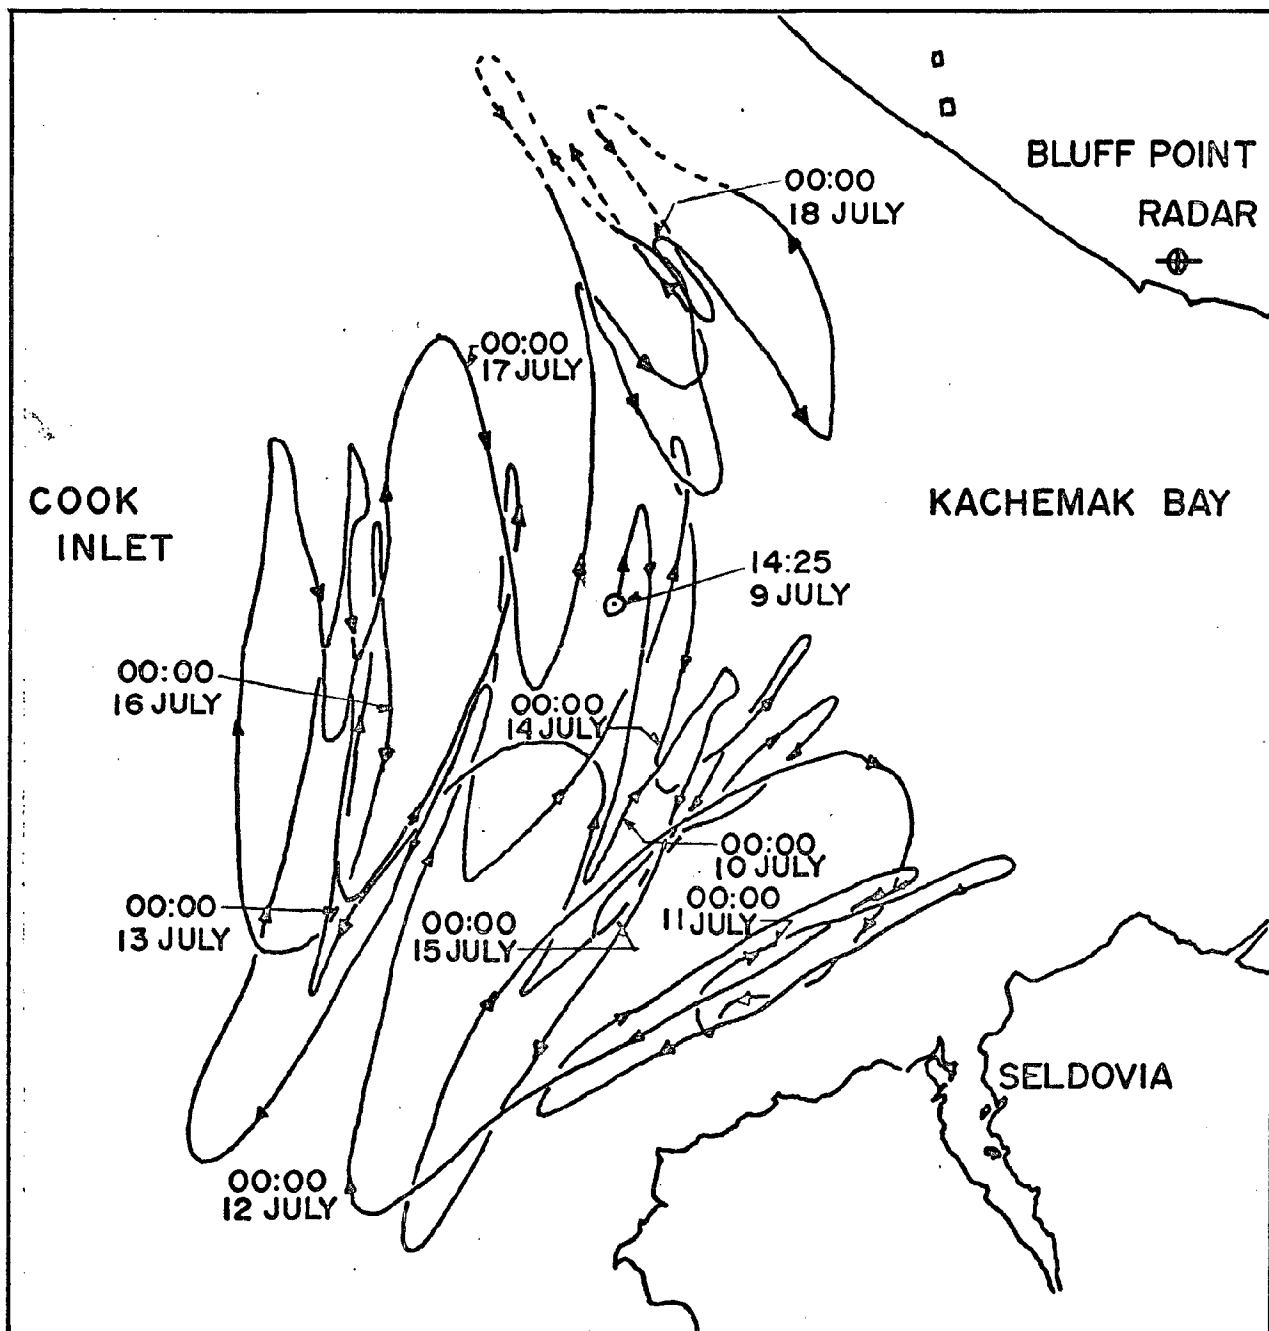 BLUFF POINT
RADAR
00:00
18 JULY
00:00
17 JULY
COOK
INLET
KACHEMAK BAY
14:25
9 JULY
00:00
16 JULY
00:00
14 JULY
00:00
10 JULY
00:00
11 JULY
00:00
13 JULY
00:00
15 JULY
SELDOVIA
00:00
12 JULY